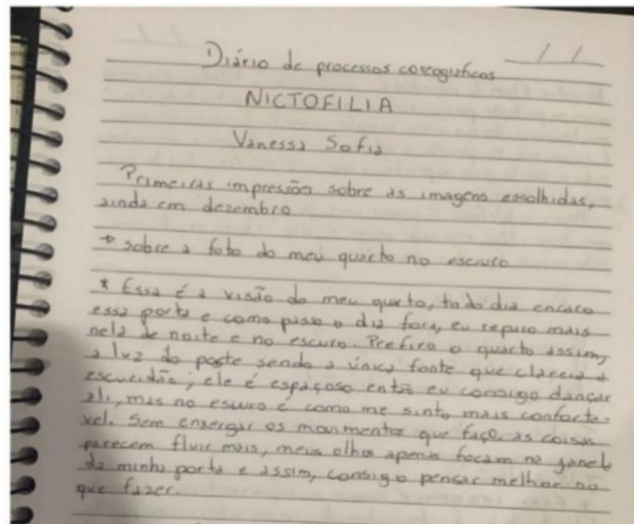 / /
Diário de processos coreográficos
NICTOFILIA
Vanessa Sofia
Primeiras impressões sobre as imagens escolhidas,
ainda em dezembro
→ sobre a foto do meu quarto no escuro
* Essa é a visão do meu quarto, todo dia encaro
essa porta e como passo o dia fora, eu reparo mais
nela de noite e no escuro. Prefiro o quarto assim,
a luz do poste sendo a única fonte que clareia a
escuridão; ele é espaçoso então eu consigo dançar
ali, mas no escuro é como me sinto mais confortá-
vel. Sem enxergar os movimentos que faço, as coisas
parecem fluir mais, meus olhos apenas focam na janela
da minha porta e assim, consigo pensar melhor no
que fazer.